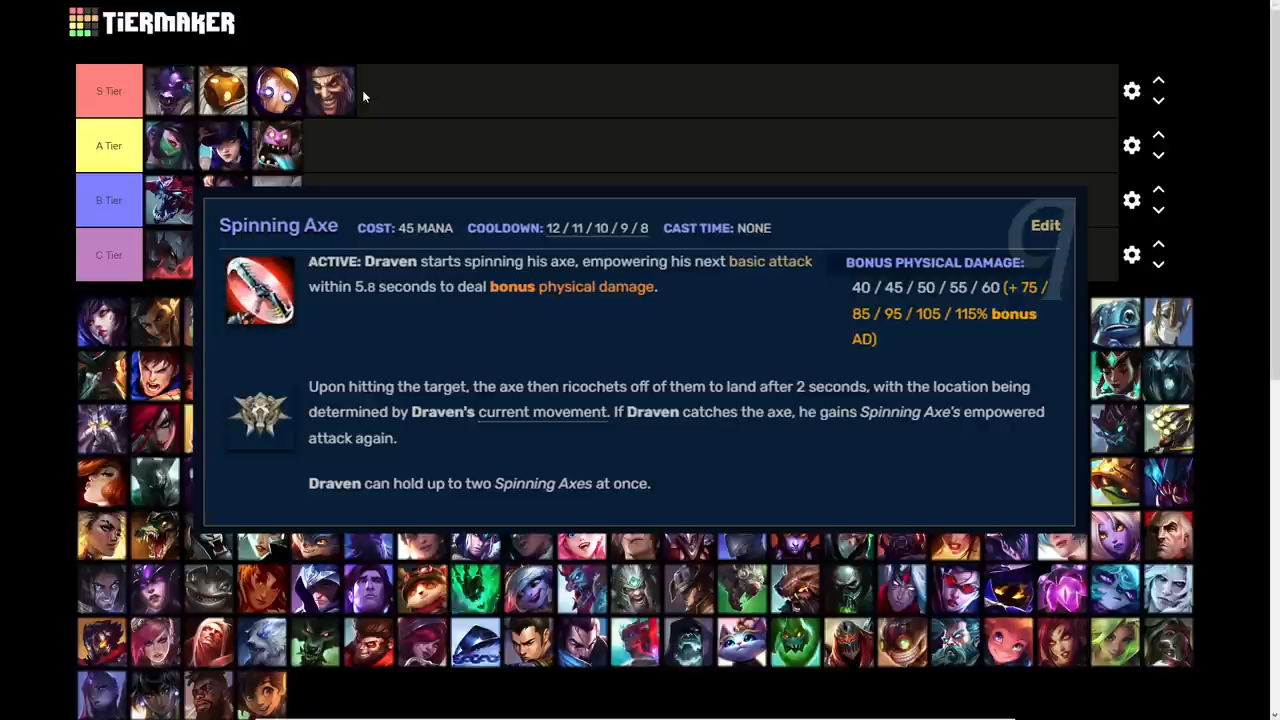 TiERMAKER
S Tier
A Tier
B Tier
C Tier
Spinning Axe COST: 45 MANA COOLDOWN: 12 / 11 / 10 / 9 / 8 CAST TIME: NONE Edit
q
ACTIVE: Draven starts spinning his axe, empowering his next basic attack
within 5.8 seconds to deal bonus physical damage.
BONUS PHYSICAL DAMAGE:
40 / 45 / 50 / 55 / 60 (+ 75 /
85 / 95 / 105 / 115% bonus
AD)
Upon hitting the target, the axe then ricochets off of them to land after 2 seconds, with the location being
determined by Draven's current movement. If Draven catches the axe, he gains Spinning Axe's empowered
attack again.
Draven can hold up to two Spinning Axes at once.